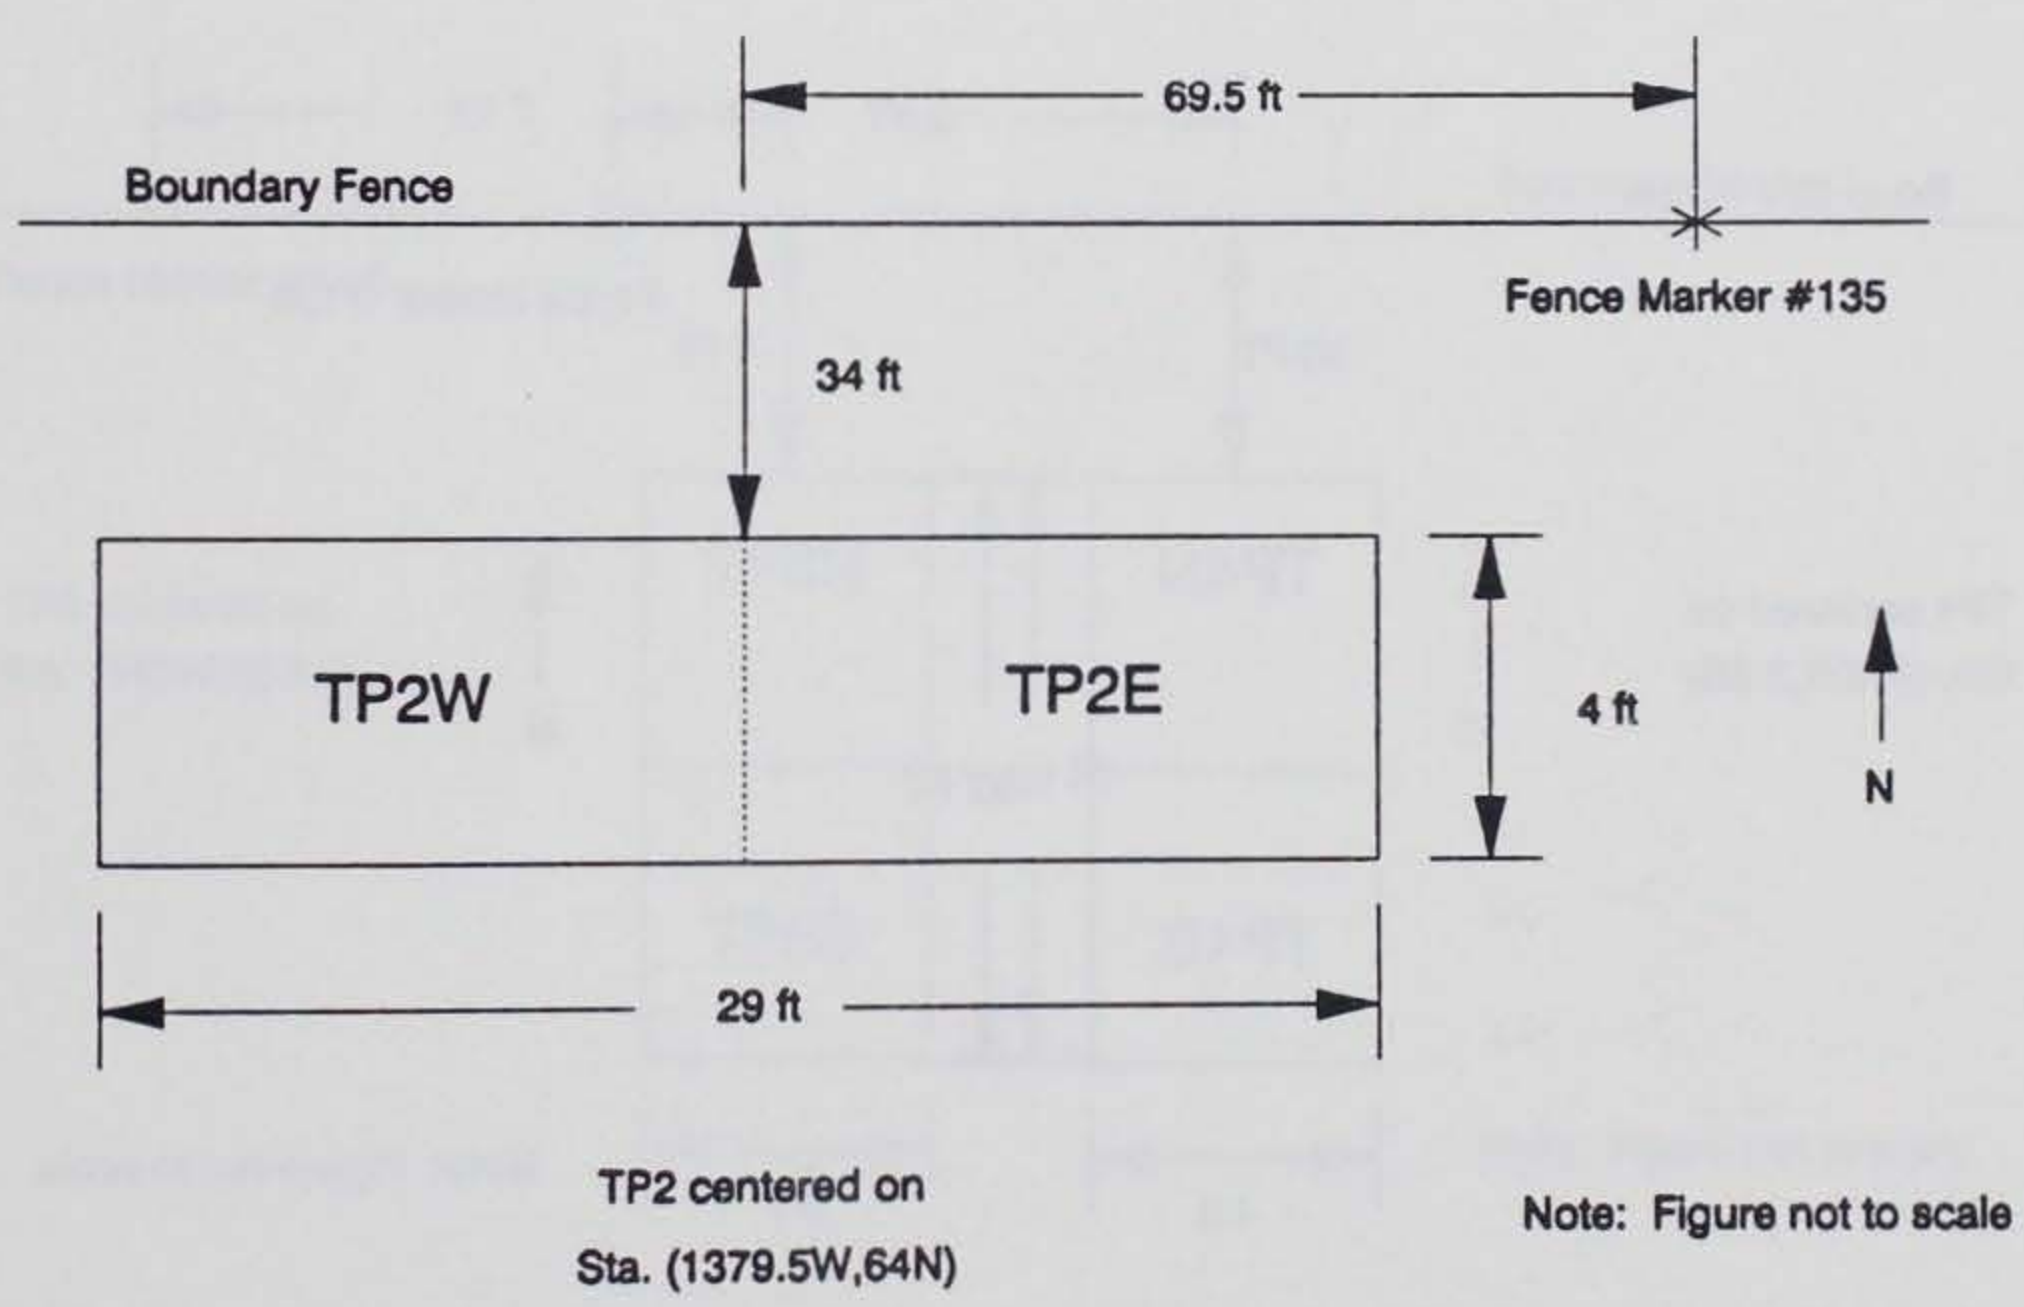 69.5 ft
Boundary Fence
Fence Marker #135
34 ft
TP2W
TP2E
4 ft
N
29 ft
TP2 centered on
Sta. (1379.5W,64N)
Note: Figure not to scale